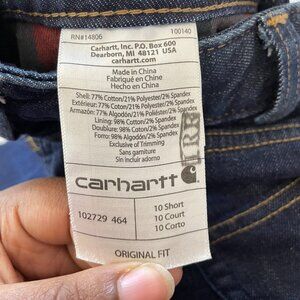 RN#14806 100140
Carhartt, Inc. P.O. Box 600
Dearborn, MI 48121 USA
carhartt.com
Made in China
Fabriqué en Chine
Hecho en China
Shell: 77% Cotton/21% Polyester/2% Spandex
Extérieur: 77% Coton/21% Polyester/2% Spandex
Armazón: 77% Algodón/21% Poliéster/2% Spandex
Lining: 98% Cotton/2% Spandex
Doublure: 98% Coton/2% Spandex
Forro: 98% Algodón/2% Spandex
Exclusive of Trimming
Sans garniture
Sin incluir adornos
carhartt
102729 464
10 Short
10 Court
10 Corto
ORIGINAL FIT